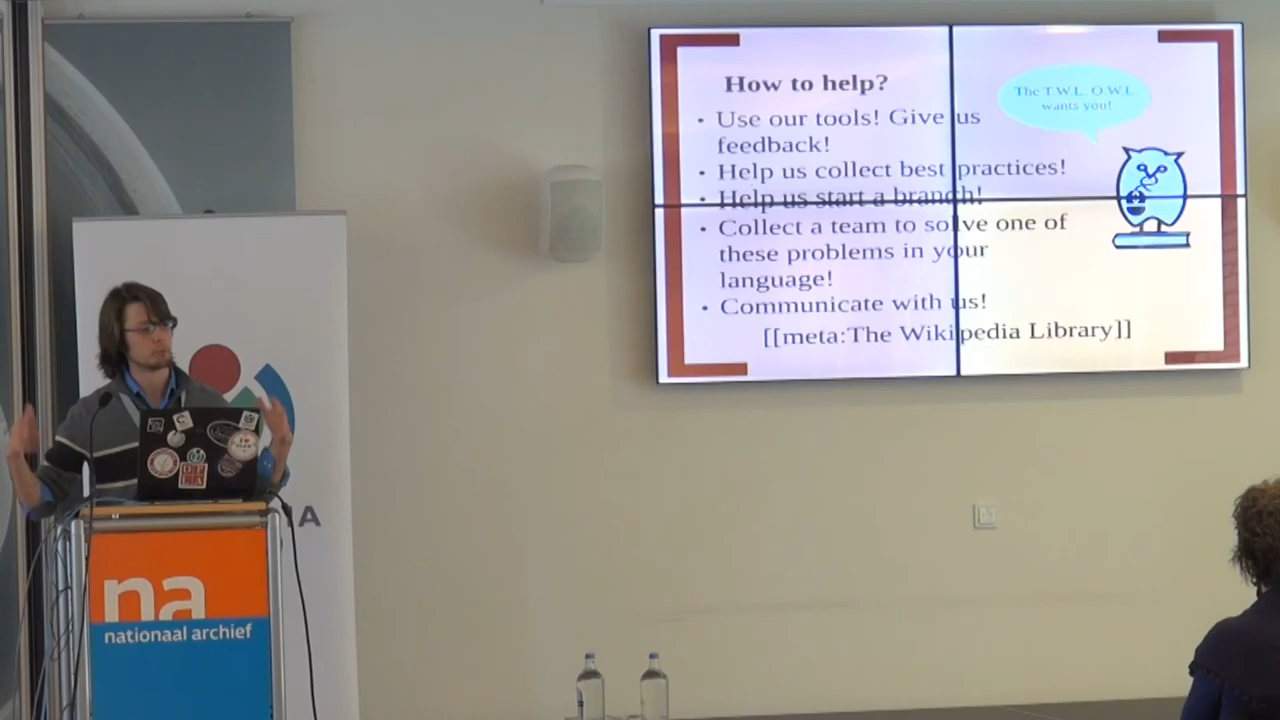 How to help?
The T.W.L. O.W.L.
wants you!
• Use our tools! Give us
feedback!
• Help us collect best practices!
• Help us start a branch!
• Collect a team to solve one of
these problems in your
language!
• Communicate with us!
[[meta:The Wikipedia Library]]
A
na
nationaal archief